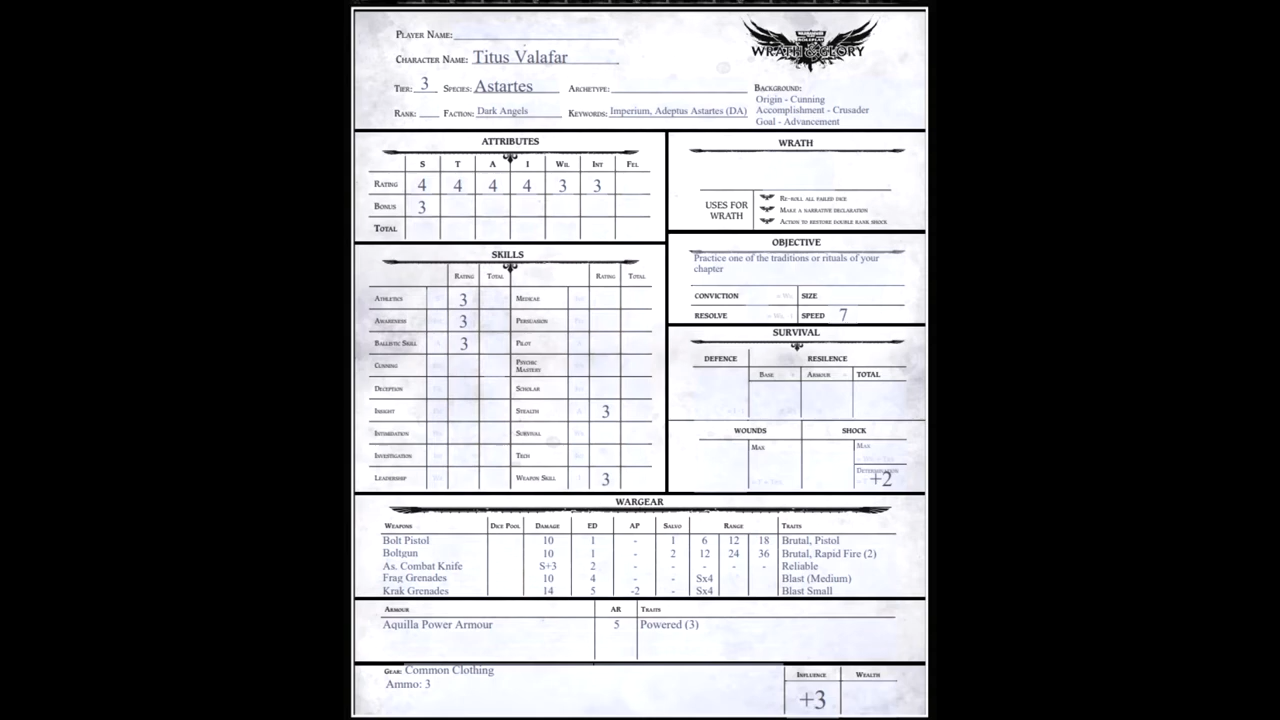 PLAYER NAME:
WARHAMMER
ROLEPLAY
WRATH & GLORY
CHARACTER NAME: Titus Valafar
TIER: 3 SPECIES: Astartes ARCHETYPE:
BACKGROUND:
Origin - Cunning
Accomplishment - Crusader
Goal - Advancement
RANK: FACTION: Dark Angels KEYWORDS: Imperium, Adeptus Astartes (DA)
ATTRIBUTES
S T A I WIL INT FEL
RATING 4 4 4 4 3 3
BONUS 3
TOTAL
WRATH
USES FOR WRATH
RE-ROLL ALL FAILED DICE
MAKE A NARRATIVE DECLARATION
ACTION TO RESTORE DOUBLE RANK SHOCK
SKILLS
RATING TOTAL RATING TOTAL
ATHLETICS 3 MEDICAE
AWARENESS 3 PERSUASION
BALLISTIC SKILL 3 PILOT
CUNNING PSYCHIC MASTERY
DECEPTION SCHOLAR
INSIGHT STEALTH 3
INTIMIDATION SURVIVAL
INVESTIGATION TECH
LEADERSHIP WEAPON SKILL 3
OBJECTIVE
Practice one of the traditions or rituals of your
chapter
CONVICTION SIZE
RESOLVE SPEED 7
SURVIVAL
DEFENCE RESILENCE
BASE ARMOUR TOTAL
WOUNDS SHOCK
MAX MAX
DETERMINATION
+2
WARGEAR
WEAPONS DICE POOL DAMAGE ED AP SALVO RANGE TRAITS
Bolt Pistol 10 1 - 1 6 12 18 Brutal, Pistol
Boltgun 10 1 - 2 12 24 36 Brutal, Rapid Fire (2)
As. Combat Knife S+3 2 - - - - - Reliable
Frag Grenades 10 4 - - Sx4 Blast (Medium)
Krak Grenades 14 5 -2 - Sx4 Blast Small
ARMOUR AR TRAITS
Aquilla Power Armour 5 Powered (3)
GEAR: Common Clothing
Ammo: 3
INFLUENCE WEALTH
+3